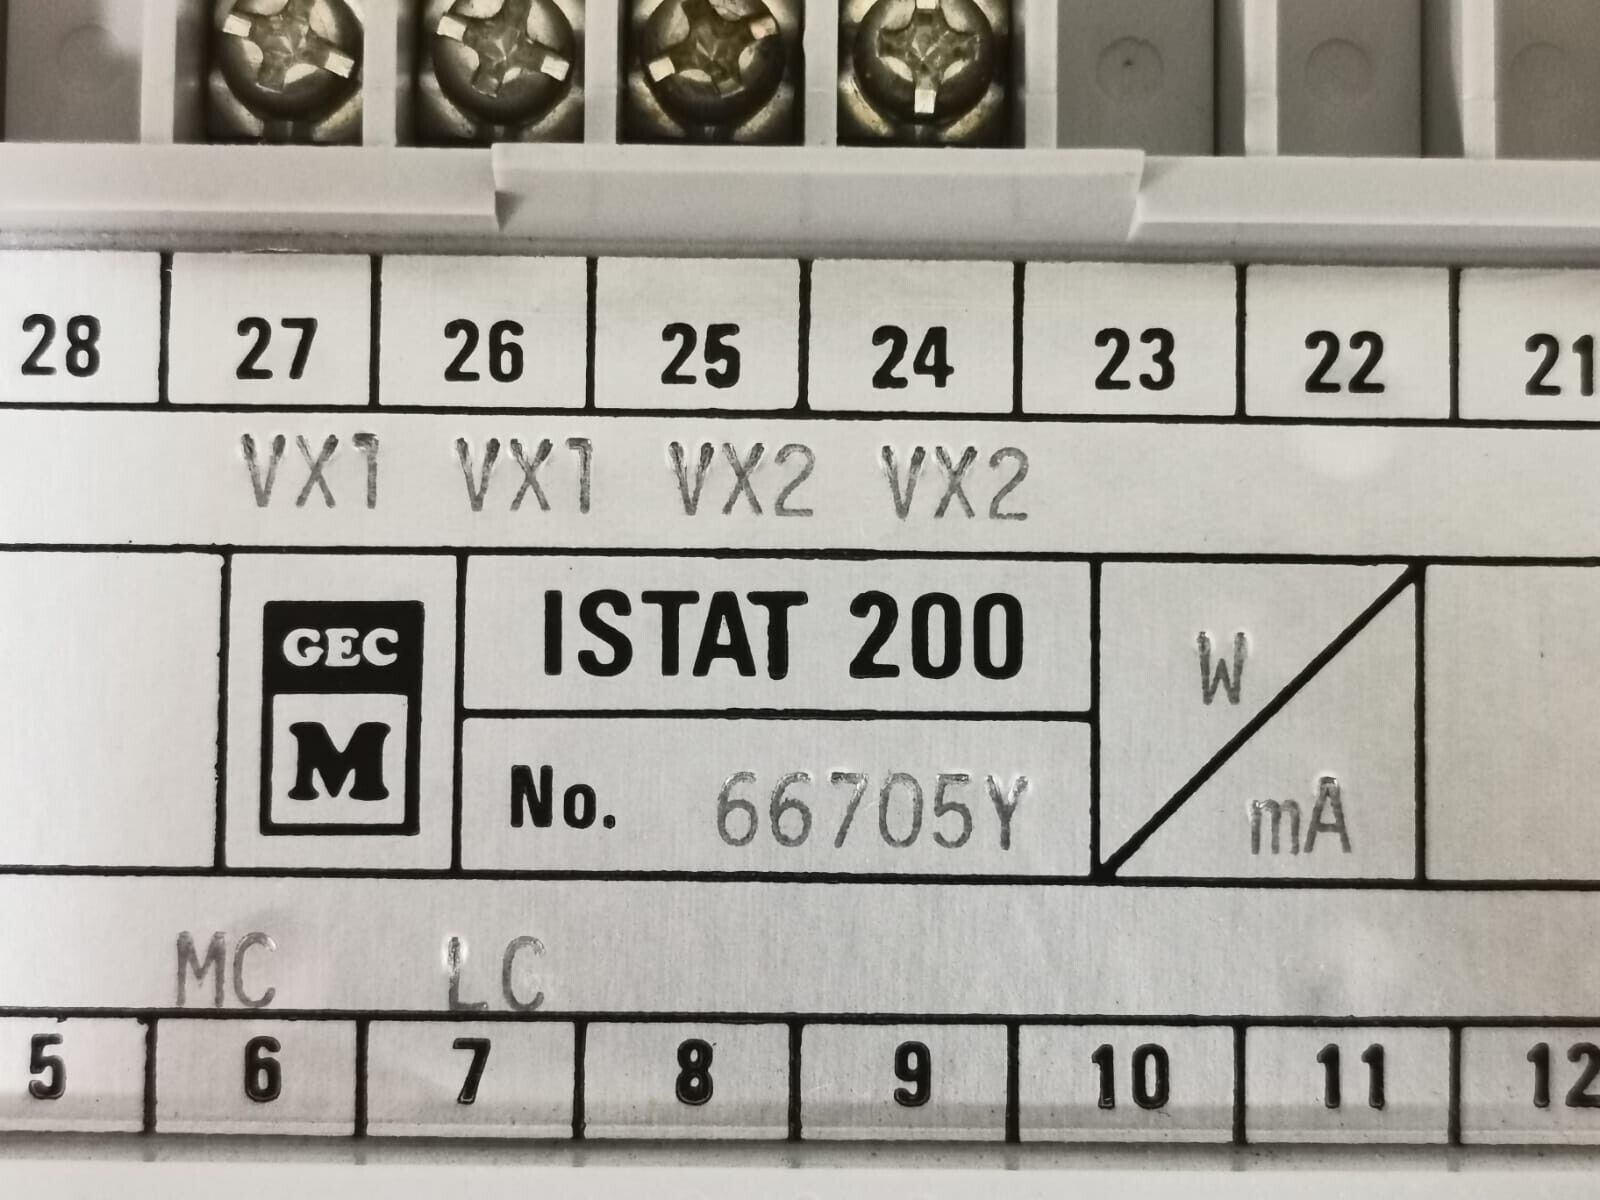 28 27 26 25 24 23 22 21
VX1 VX1 VX2 VX2
GEC
M
ISTAT 200
No. 66705Y
W
mA
MC LC
5 6 7 8 9 10 11 12